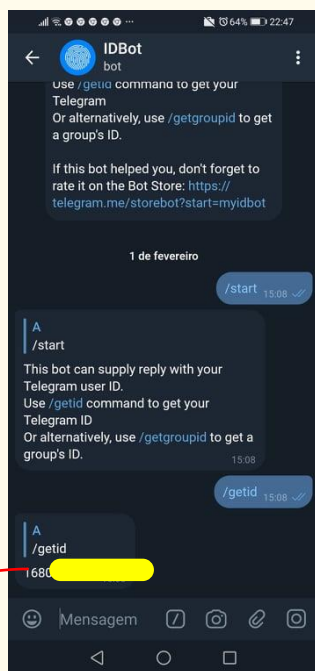 64% 22:47
IDBot
bot
Use /getid command to get your
Telegram
Or alternatively, use /getgroupid to get
a group's ID.
If this bot helped you, don't forget to
rate it on the Bot Store: https://
telegram.me/storebot?start=myidbot
1 de fevereiro
/start 15:08
A
/start
This bot can supply reply with your
Telegram user ID.
Use /getid command to get your
Telegram ID
Or alternatively, use /getgroupid to get a
group's ID.
15:08
/getid 15:08
A
/getid
1680
Mensagem